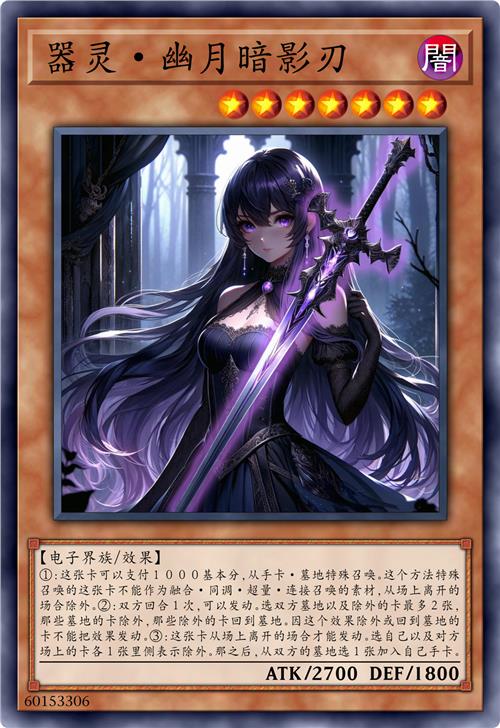 器灵·幽月暗影刃
闇
【电子界族/效果】
①:这张卡可以支付1000基本分,从手卡·墓地特殊召唤。这个方法特殊
召唤的这张卡不能作为融合·同调·超量·连接召唤的素材,从场上离开的
场合除外。②:双方回合1次,可以发动。选双方墓地以及除外的卡最多2张,
那些墓地的卡除外,那些除外的卡回到墓地。因这个效果除外或回到墓地的
卡不能把效果发动。③:这张卡从场上离开的场合才能发动。选自己以及对方
场上的卡各1张里侧表示除外。那之后,从双方的墓地选1张加入自己手卡。
ATK/2700 DEF/1800
60153306